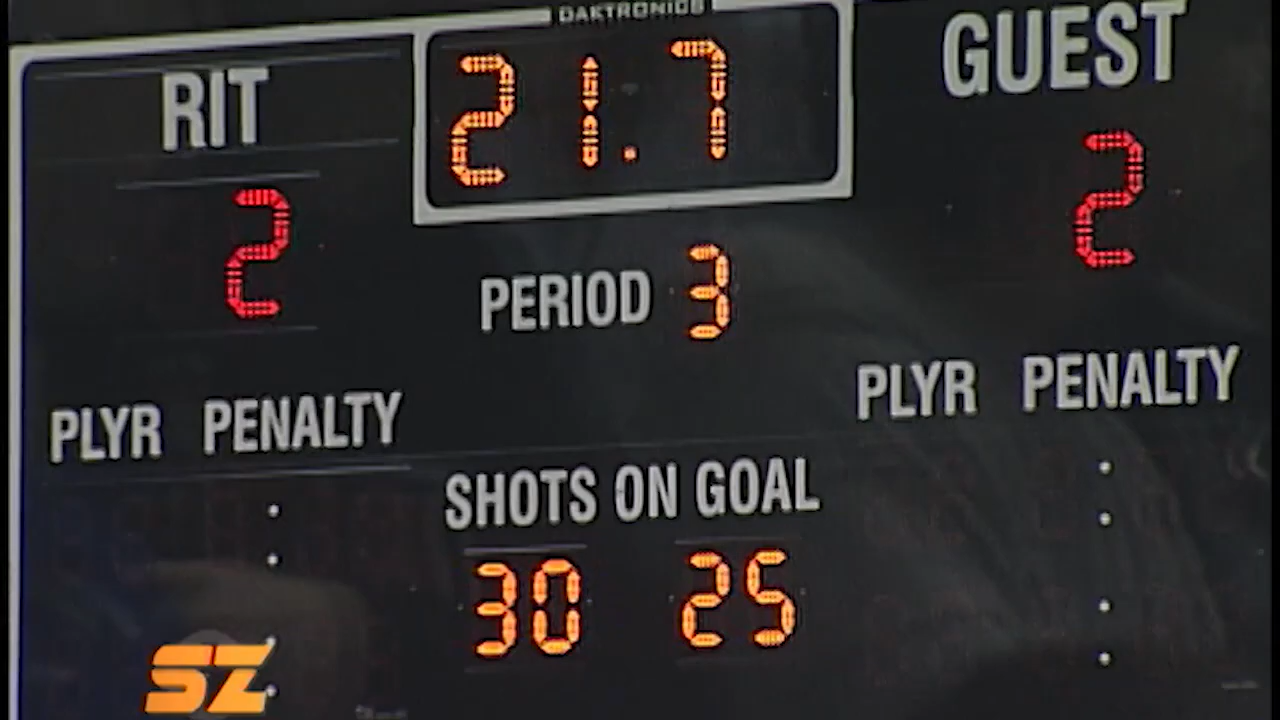 DAKTRONICS
RIT 21.7 GUEST
2 2
PERIOD 3
PLYR PENALTY PLYR PENALTY
SHOTS ON GOAL
30 25
SZ